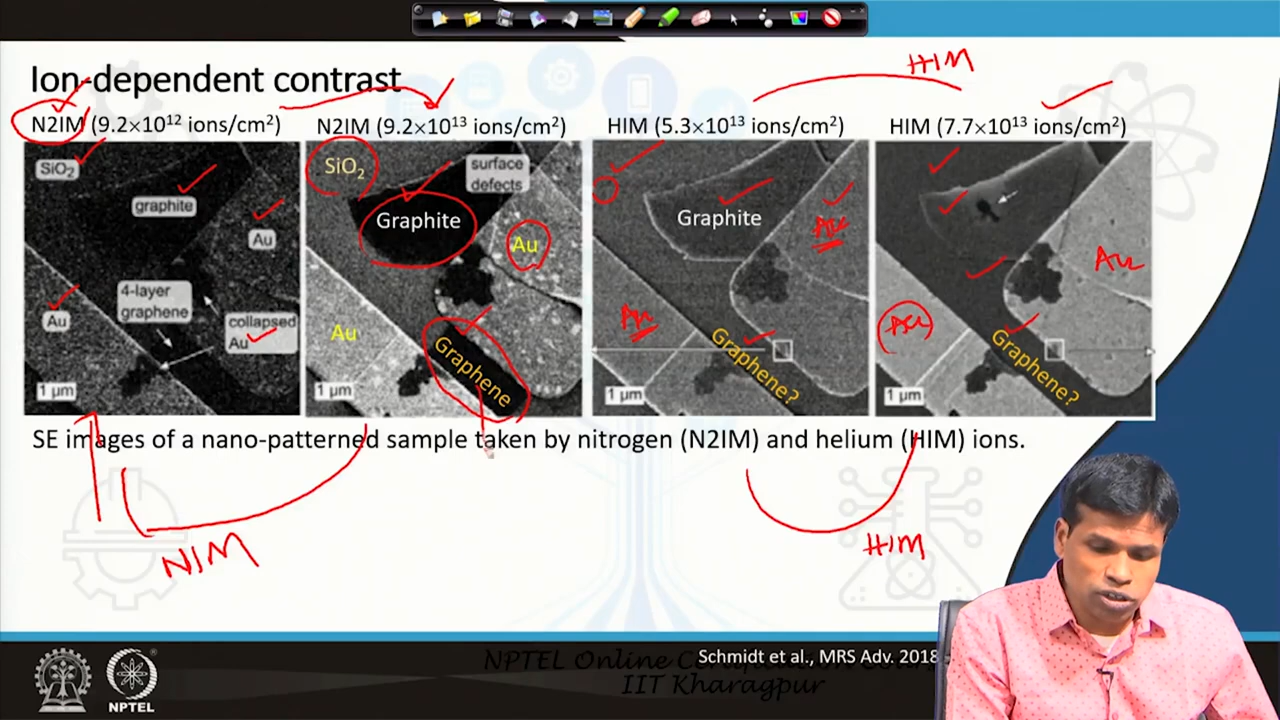 Ion-dependent contrast
HIM
N2IM (9.2×10¹² ions/cm²)
N2IM (9.2×10¹³ ions/cm²)
HIM (5.3×10¹³ ions/cm²)
HIM (7.7×10¹³ ions/cm²)
SiO₂
graphite
Au
4-layer
graphene
Au
collapsed
Au
1 μm
SiO₂
surface
defects
Graphite
Au
Au
Graphene
1 μm
Graphite
Au
Au
Graphene?
1 μm
Au
Au
Graphene?
1 μm
SE images of a nano-patterned sample taken by nitrogen (N2IM) and helium (HIM) ions.
NIM
HIM
Schmidt et al., MRS Adv. 2018
NPTEL Online
IIT Kharagpur
NPTEL